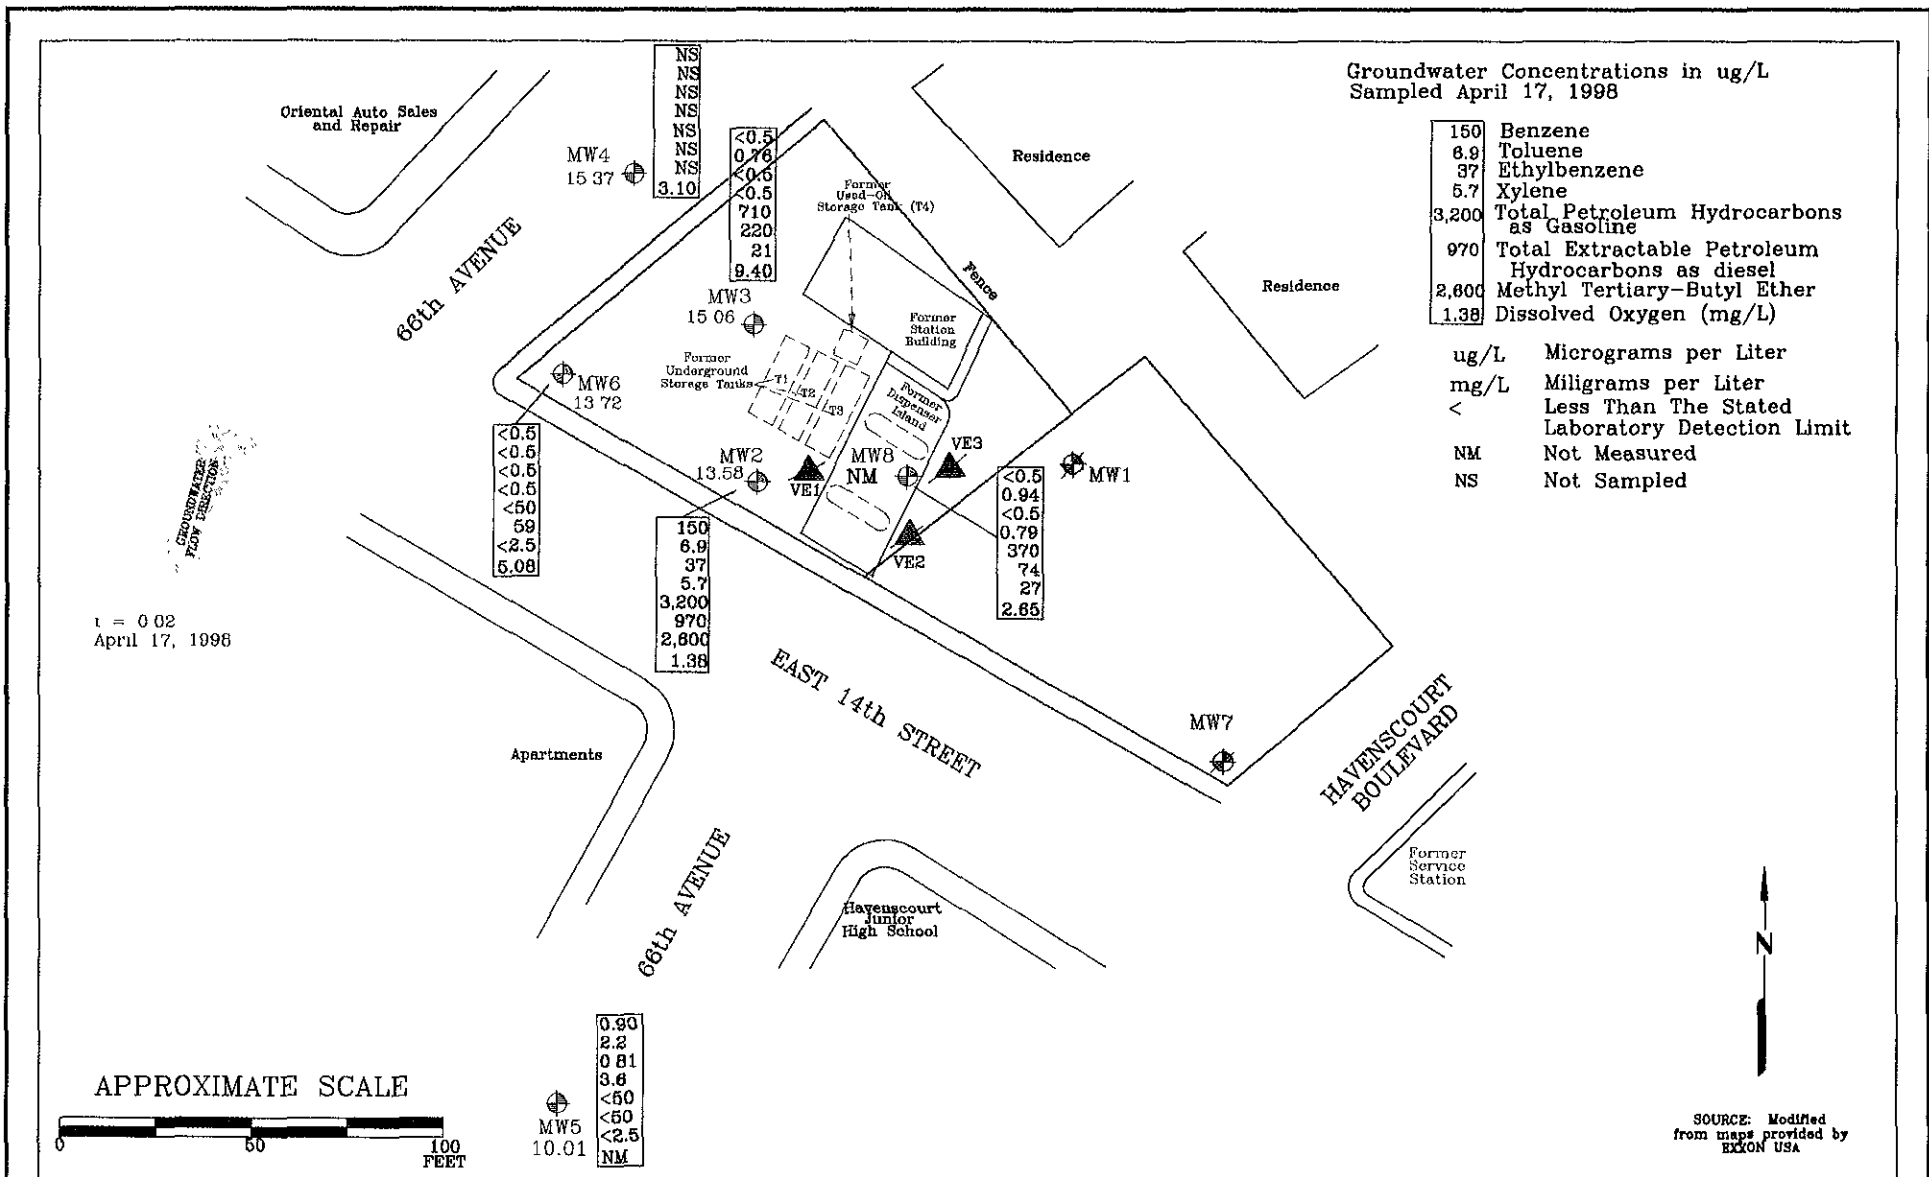 Groundwater Concentrations in ug/L
Sampled April 17, 1998
150 Benzene
6.9 Toluene
37 Ethylbenzene
5.7 Xylene
3,200 Total Petroleum Hydrocarbons
as Gasoline
970 Total Extractable Petroleum
Hydrocarbons as diesel
2,600 Methyl Tertiary-Butyl Ether
1.38 Dissolved Oxygen (mg/L)
ug/L Micrograms per Liter
mg/L Miligrams per Liter
< Less Than The Stated
Laboratory Detection Limit
NM Not Measured
NS Not Sampled
Oriental Auto Sales
and Repair
MW4
15 37
NS
NS
NS
NS
NS
NS
NS
3.10
<0.5
0.76
<0.5
<0.5
710
220
21
9.40
Former
Used-Oil
Storage Tank (T4)
Residence
Residence
Fence
66th AVENUE
MW3
15 06
Former
Station
Building
Former
Underground
Storage Tanks
T1
T2
T3
Former
Dispenser
Island
MW6
13 72
<0.5
<0.5
<0.5
<0.5
<50
59
<2.5
5.08
MW2
13.58
VE1
MW8
NM
VE3
VE2
MW1
150
6.9
37
5.7
3,200
970
2,600
1.38
<0.5
0.94
<0.5
0.79
370
74
27
2.65
GROUNDWATER
FLOW DIRECTION
ι = 0 02
April 17, 1998
EAST 14th STREET
MW7
HAVENSCOURT
BOULEVARD
Apartments
66th AVENUE
Havenscourt
Junior
High School
Former
Service
Station
N
0.90
2.2
0 81
3.6
<50
<50
<2.5
NM
MW5
10.01
APPROXIMATE SCALE
0 50 100
FEET
SOURCE: Modified
from maps provided by
EXXON USA